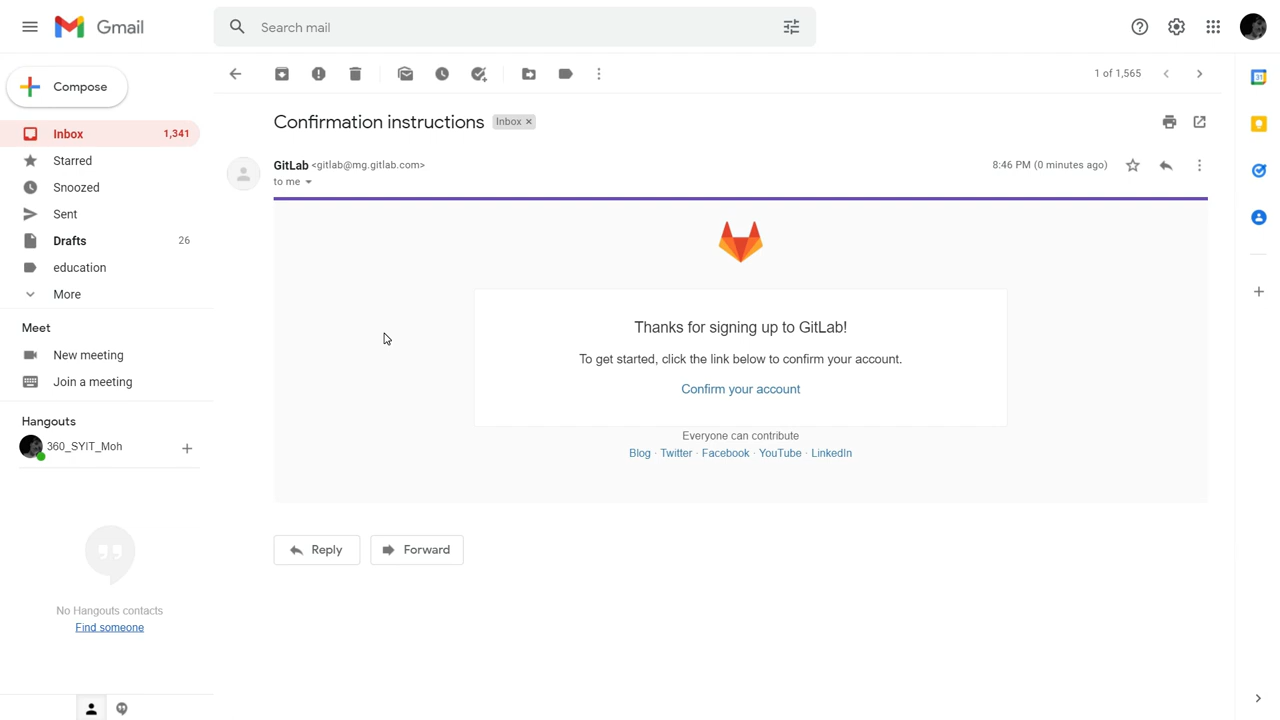 Gmail
Search mail
Compose
1 of 1,565
Inbox 1,341
Starred
Snoozed
Sent
Drafts 26
education
More
Meet
New meeting
Join a meeting
Hangouts
360_SYIT_Moh
No Hangouts contacts
Find someone
Confirmation instructions Inbox ×
GitLab <gitlab@mg.gitlab.com> 8:46 PM (0 minutes ago)
to me
Thanks for signing up to GitLab!
To get started, click the link below to confirm your account.
Confirm your account
Everyone can contribute
Blog · Twitter · Facebook · YouTube · LinkedIn
Reply Forward
31